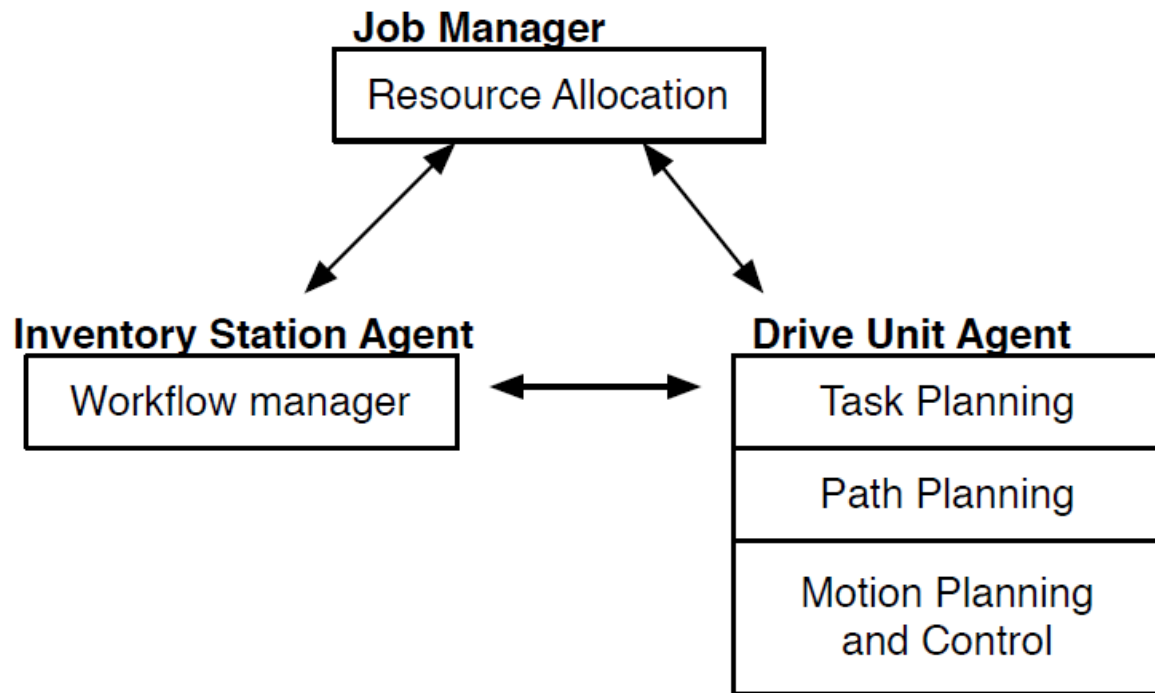 Job Manager
Resource Allocation
Inventory Station Agent
Workflow manager
Drive Unit Agent
Task Planning
Path Planning
Motion Planning
and Control